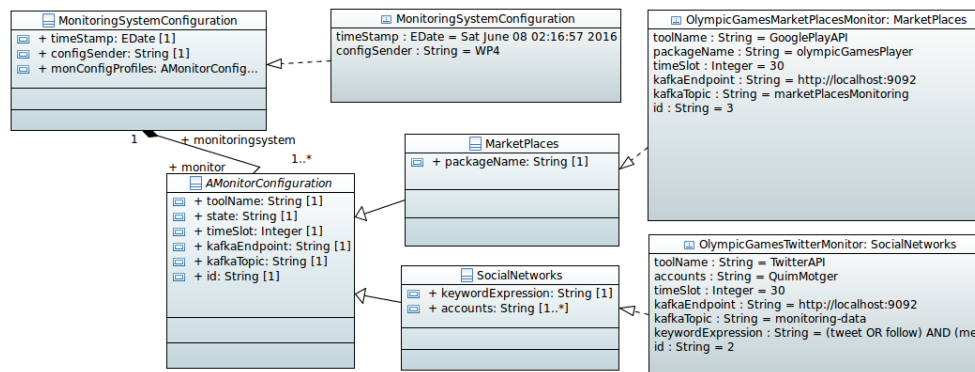 MonitoringSystemConfiguration
+ timeStamp: EDate [1]
+ configSender: String [1]
+ monConfigProfiles: AMonitorConfig...
MonitoringSystemConfiguration
timeStamp : EDate = Sat June 08 02:16:57 2016
configSender : String = WP4
OlympicGamesMarketPlacesMonitor: MarketPlaces
toolName : String = GooglePlayAPI
packageName : String = olympicGamesPlayer
timeSlot : Integer = 30
kafkaEndpoint : String = http://localhost:9092
kafkaTopic : String = marketPlacesMonitoring
id : String = 3
1
+ monitoringsystem
1..*
+ monitor
AMonitorConfiguration
+ toolName: String [1]
+ state: String [1]
+ timeSlot: Integer [1]
+ kafkaEndpoint: String [1]
+ kafkaTopic: String [1]
+ id: String [1]
MarketPlaces
+ packageName: String [1]
SocialNetworks
+ keywordExpression: String [1]
+ accounts: String [1..*]
OlympicGamesTwitterMonitor: SocialNetworks
toolName : String = TwitterAPI
accounts : String = QuimMotger
timeSlot : Integer = 30
kafkaEndpoint : String = http://localhost:9092
kafkaTopic : String = monitoring-data
keywordExpression : String = (tweet OR follow) AND (me
id : String = 2